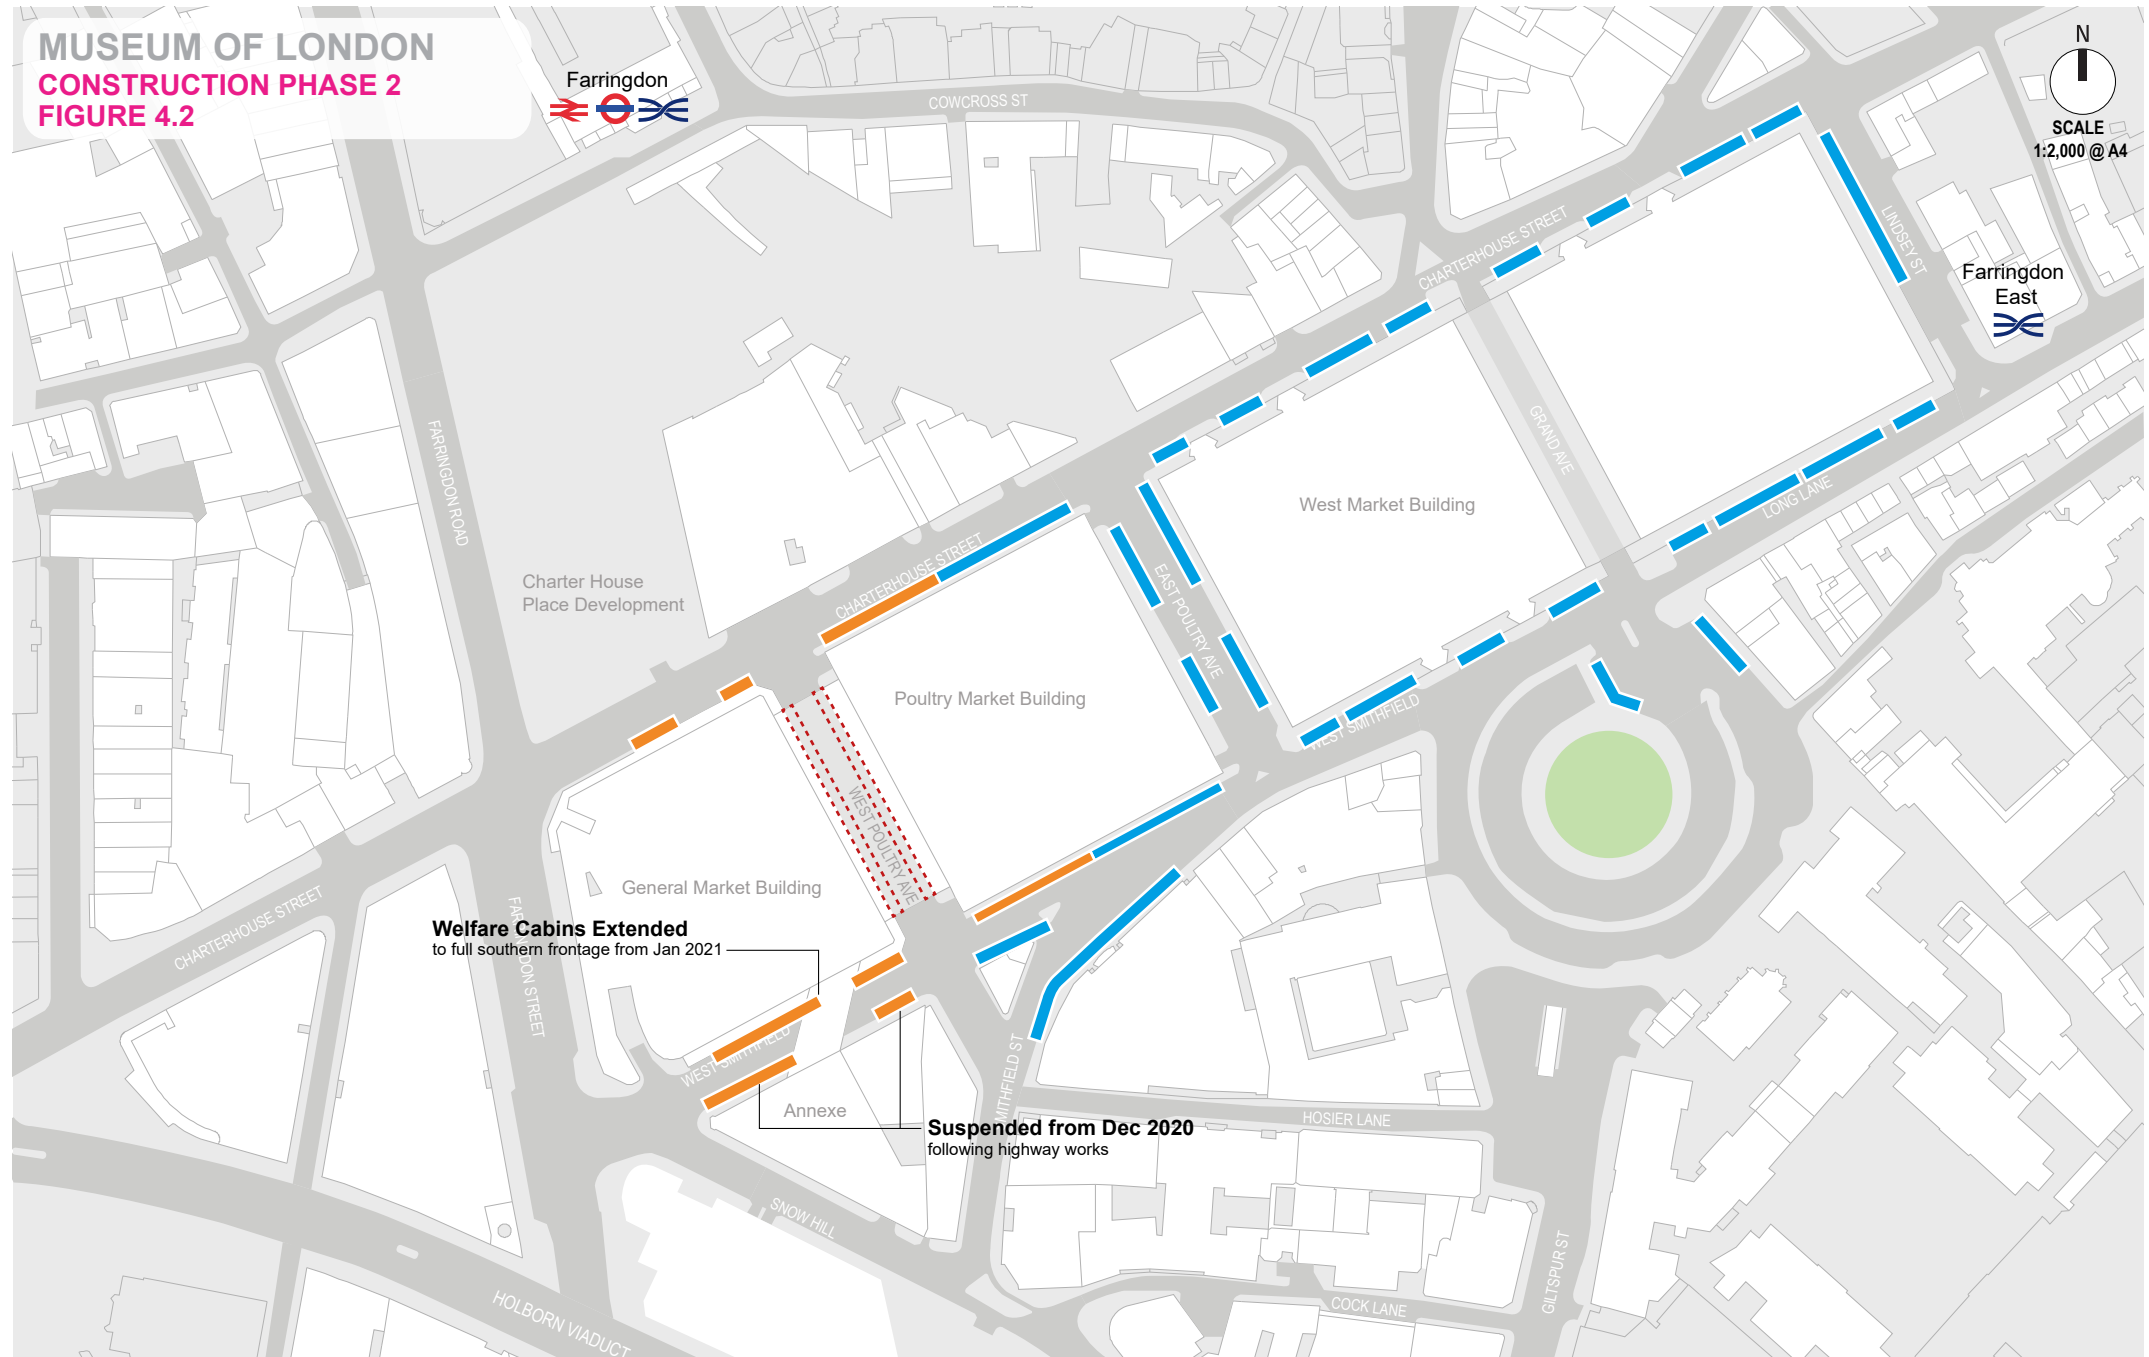 MUSEUM OF LONDON
CONSTRUCTION PHASE 2
FIGURE 4.2
Farringdon
COWCROSS ST
N
SCALE
1:2,000 @ A4
CHARTERHOUSE STREET
LINDSEY ST
Farringdon
East
FARRINGDON ROAD
GRAND AVE
West Market Building
LONG LANE
CHARTERHOUSE STREET
Charter House
Place Development
EAST POULTRY AVE
Poultry Market Building
WEST SMITHFIELD
WEST POULTRY AVE
General Market Building
CHARTERHOUSE STREET
FARRINGDON STREET
Welfare Cabins Extended
to full southern frontage from Jan 2021
WEST SMITHFIELD
Annexe
SMITHFIELD ST
HOSIER LANE
Suspended from Dec 2020
following highway works
SNOW HILL
GILTSPUR ST
COCK LANE
HOLBORN VIADUCT